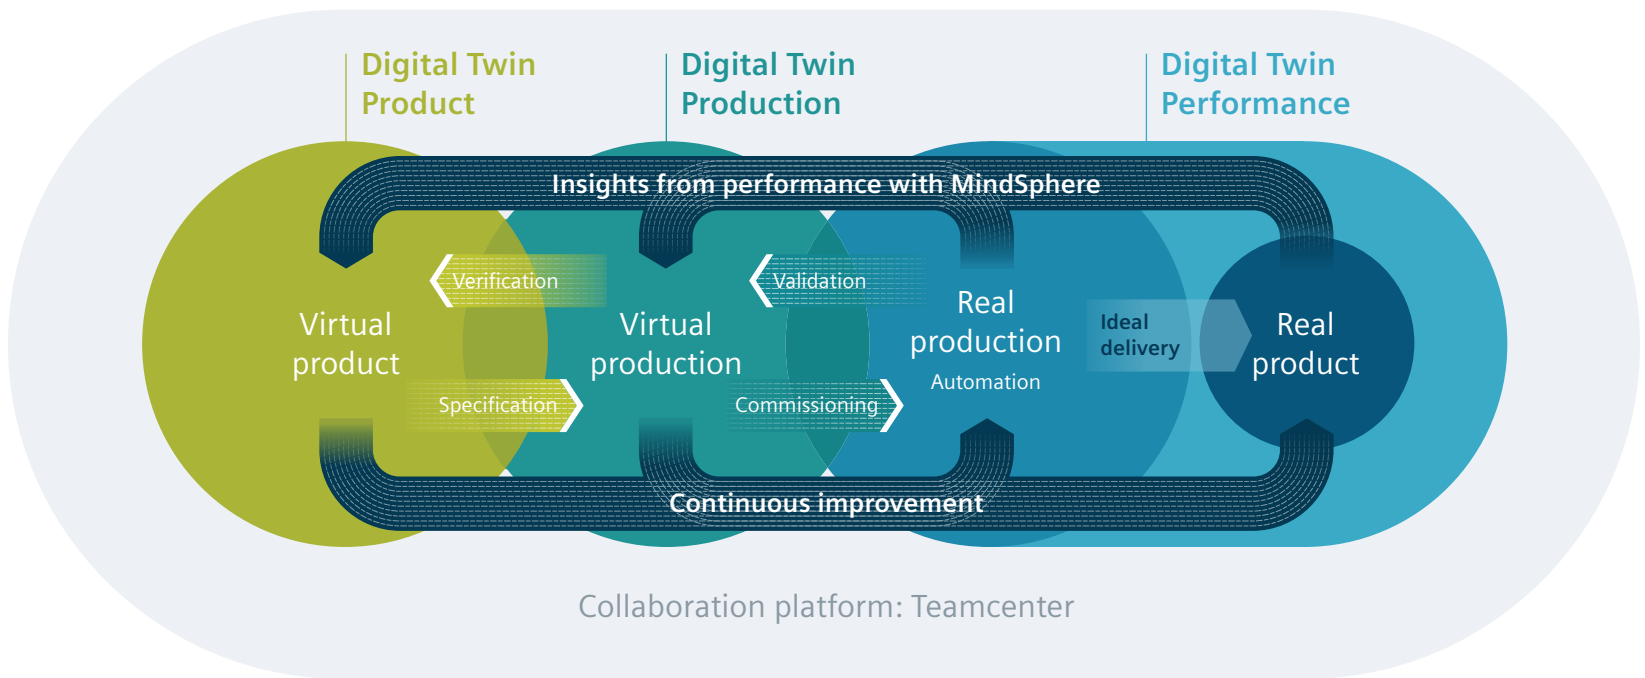 Digital Twin
Product
Digital Twin
Production
Digital Twin
Performance
Insights from performance with MindSphere
Verification
Validation
Virtual
product
Virtual
production
Real
production
Automation
Ideal
delivery
Real
product
Specification
Commissioning
Continuous improvement
Collaboration platform: Teamcenter